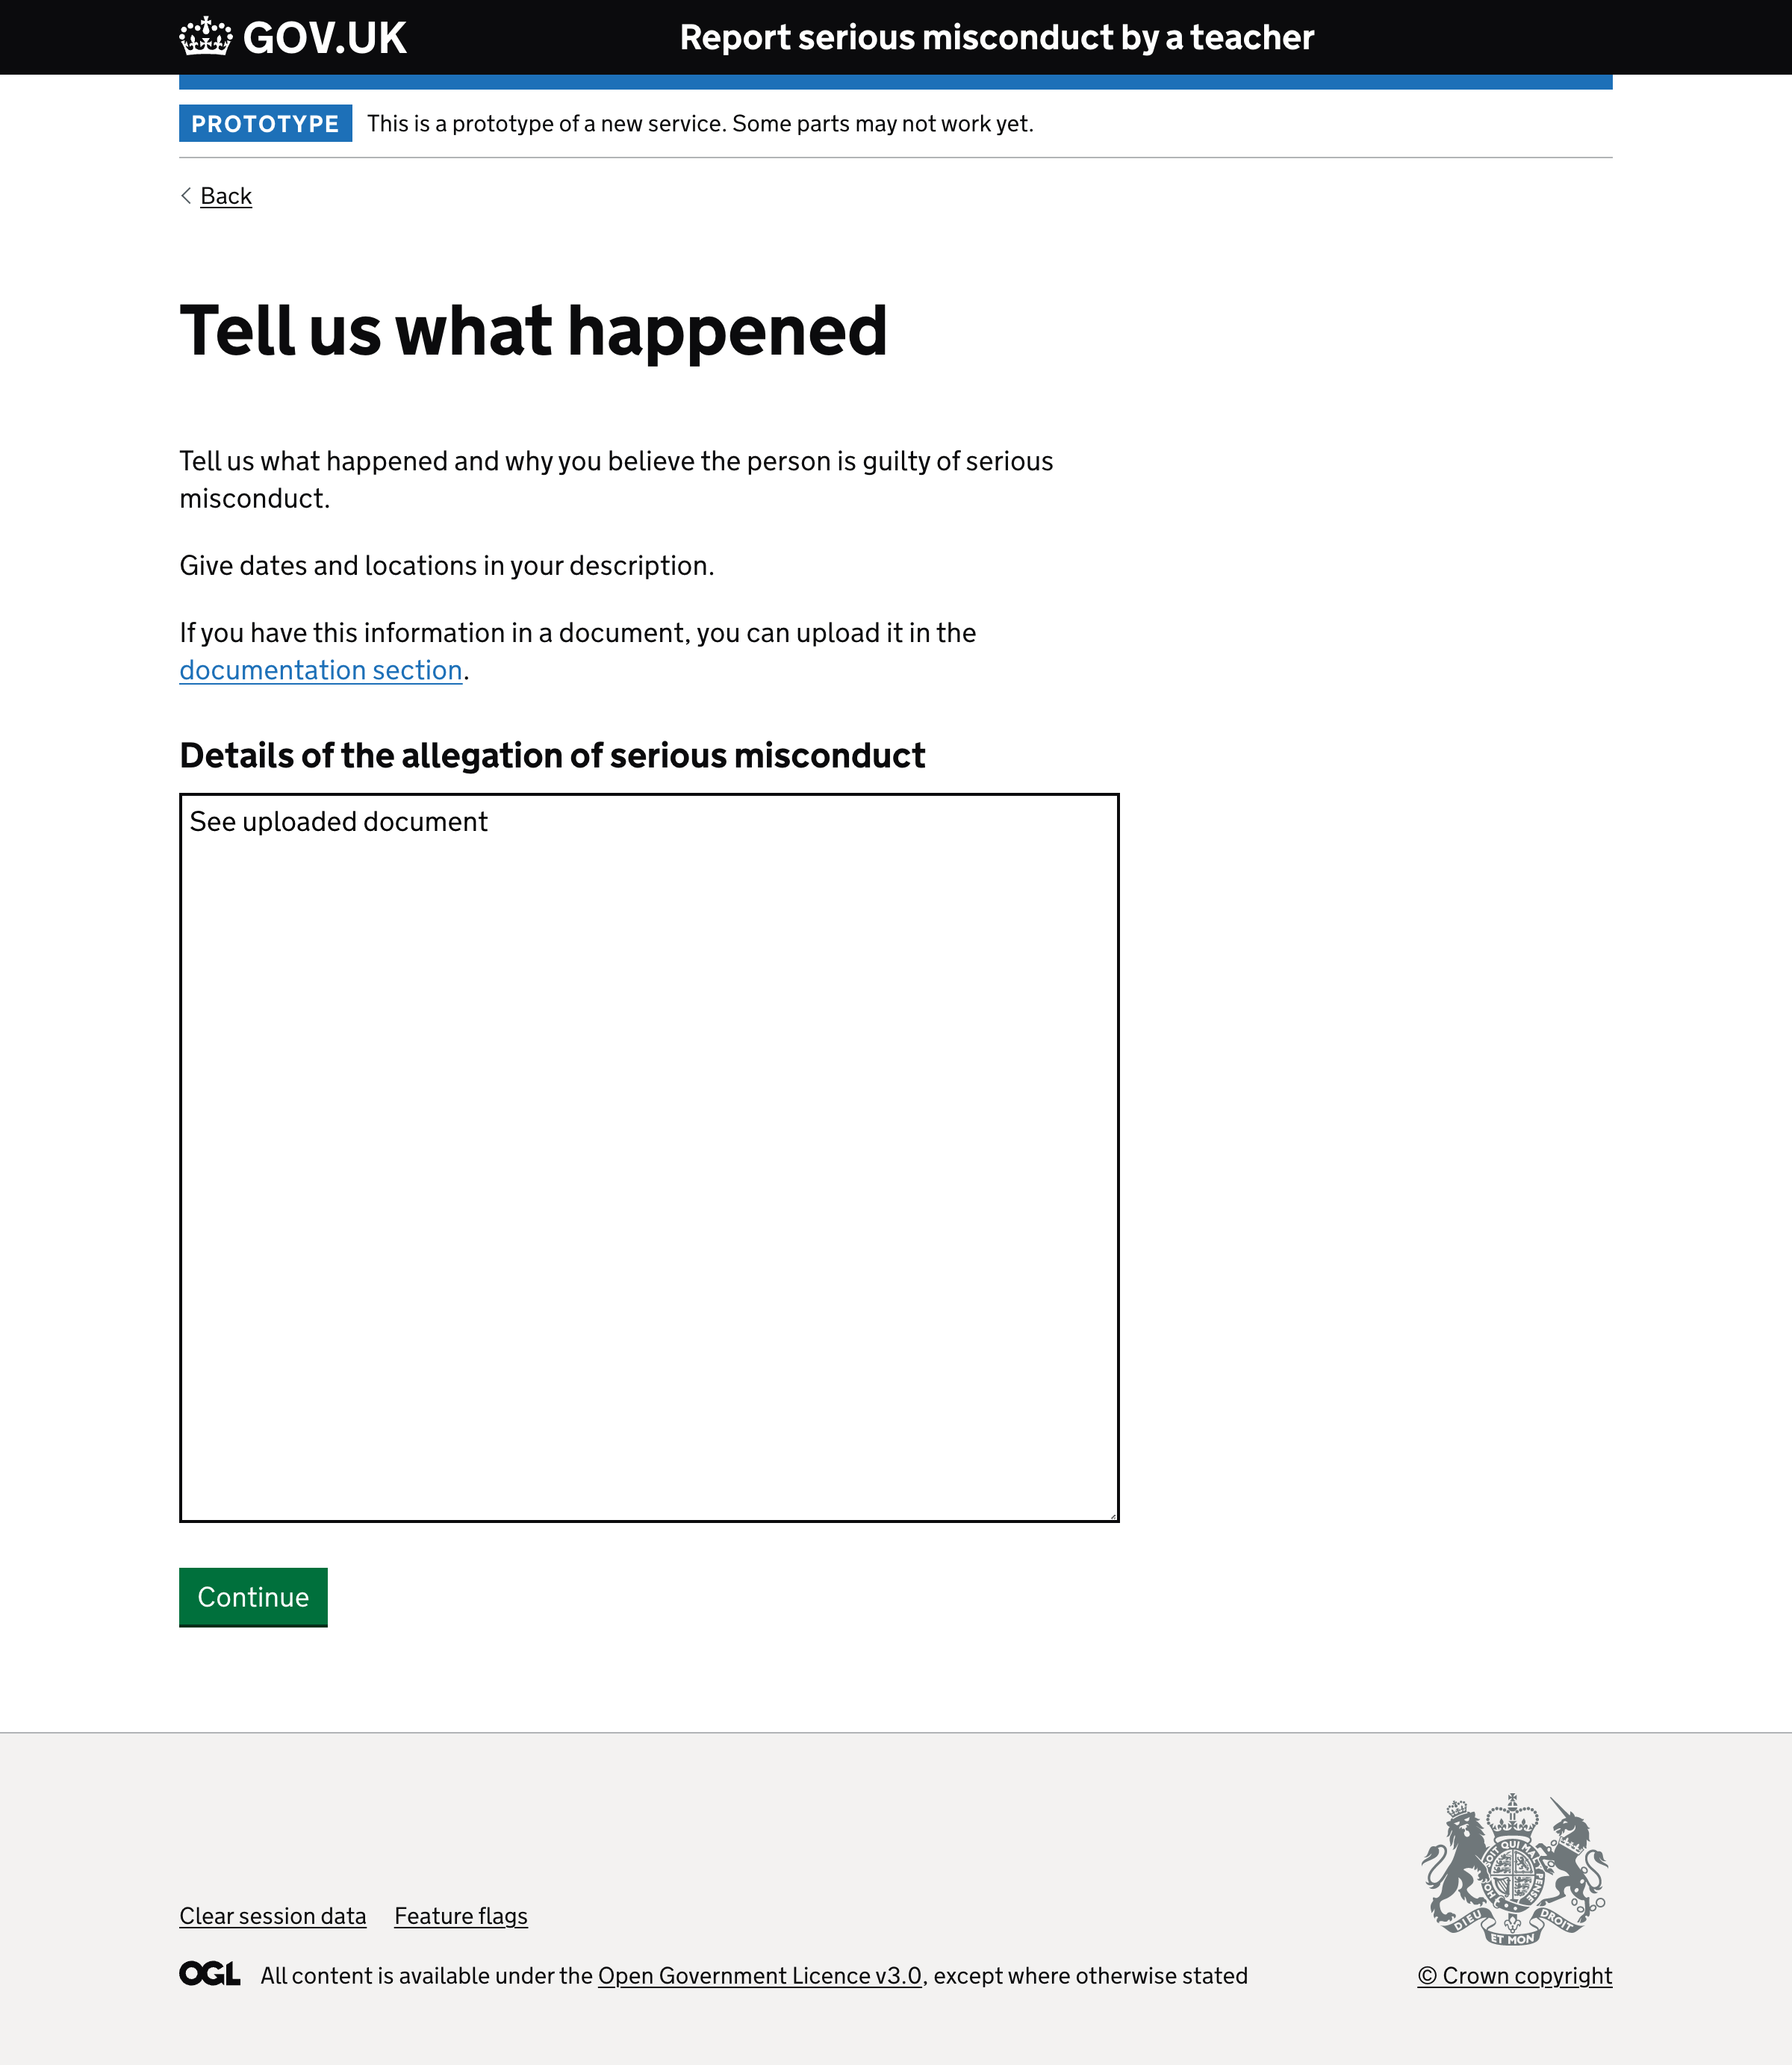 GOV.UK
Report serious misconduct by a teacher
PROTOTYPE
This is a prototype of a new service. Some parts may not work yet.
Back
Tell us what happened
Tell us what happened and why you believe the person is guilty of serious
misconduct.
Give dates and locations in your description.
If you have this information in a document, you can upload it in the
documentation section.
Details of the allegation of serious misconduct
See uploaded document
Continue
Clear session data
Feature flags
OGL
All content is available under the Open Government Licence v3.0, except where otherwise stated
DIEU ET MON DROIT
© Crown copyright